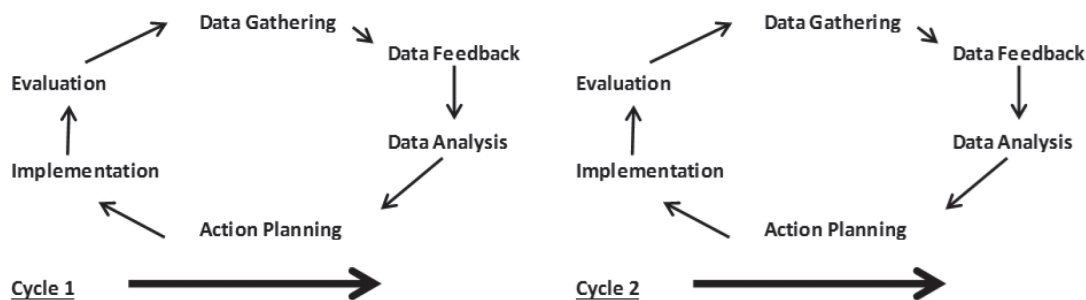 Data Gathering
Data Feedback
Data Analysis
Action Planning
Implementation
Evaluation
Cycle 1
Data Gathering
Data Feedback
Data Analysis
Action Planning
Implementation
Evaluation
Cycle 2